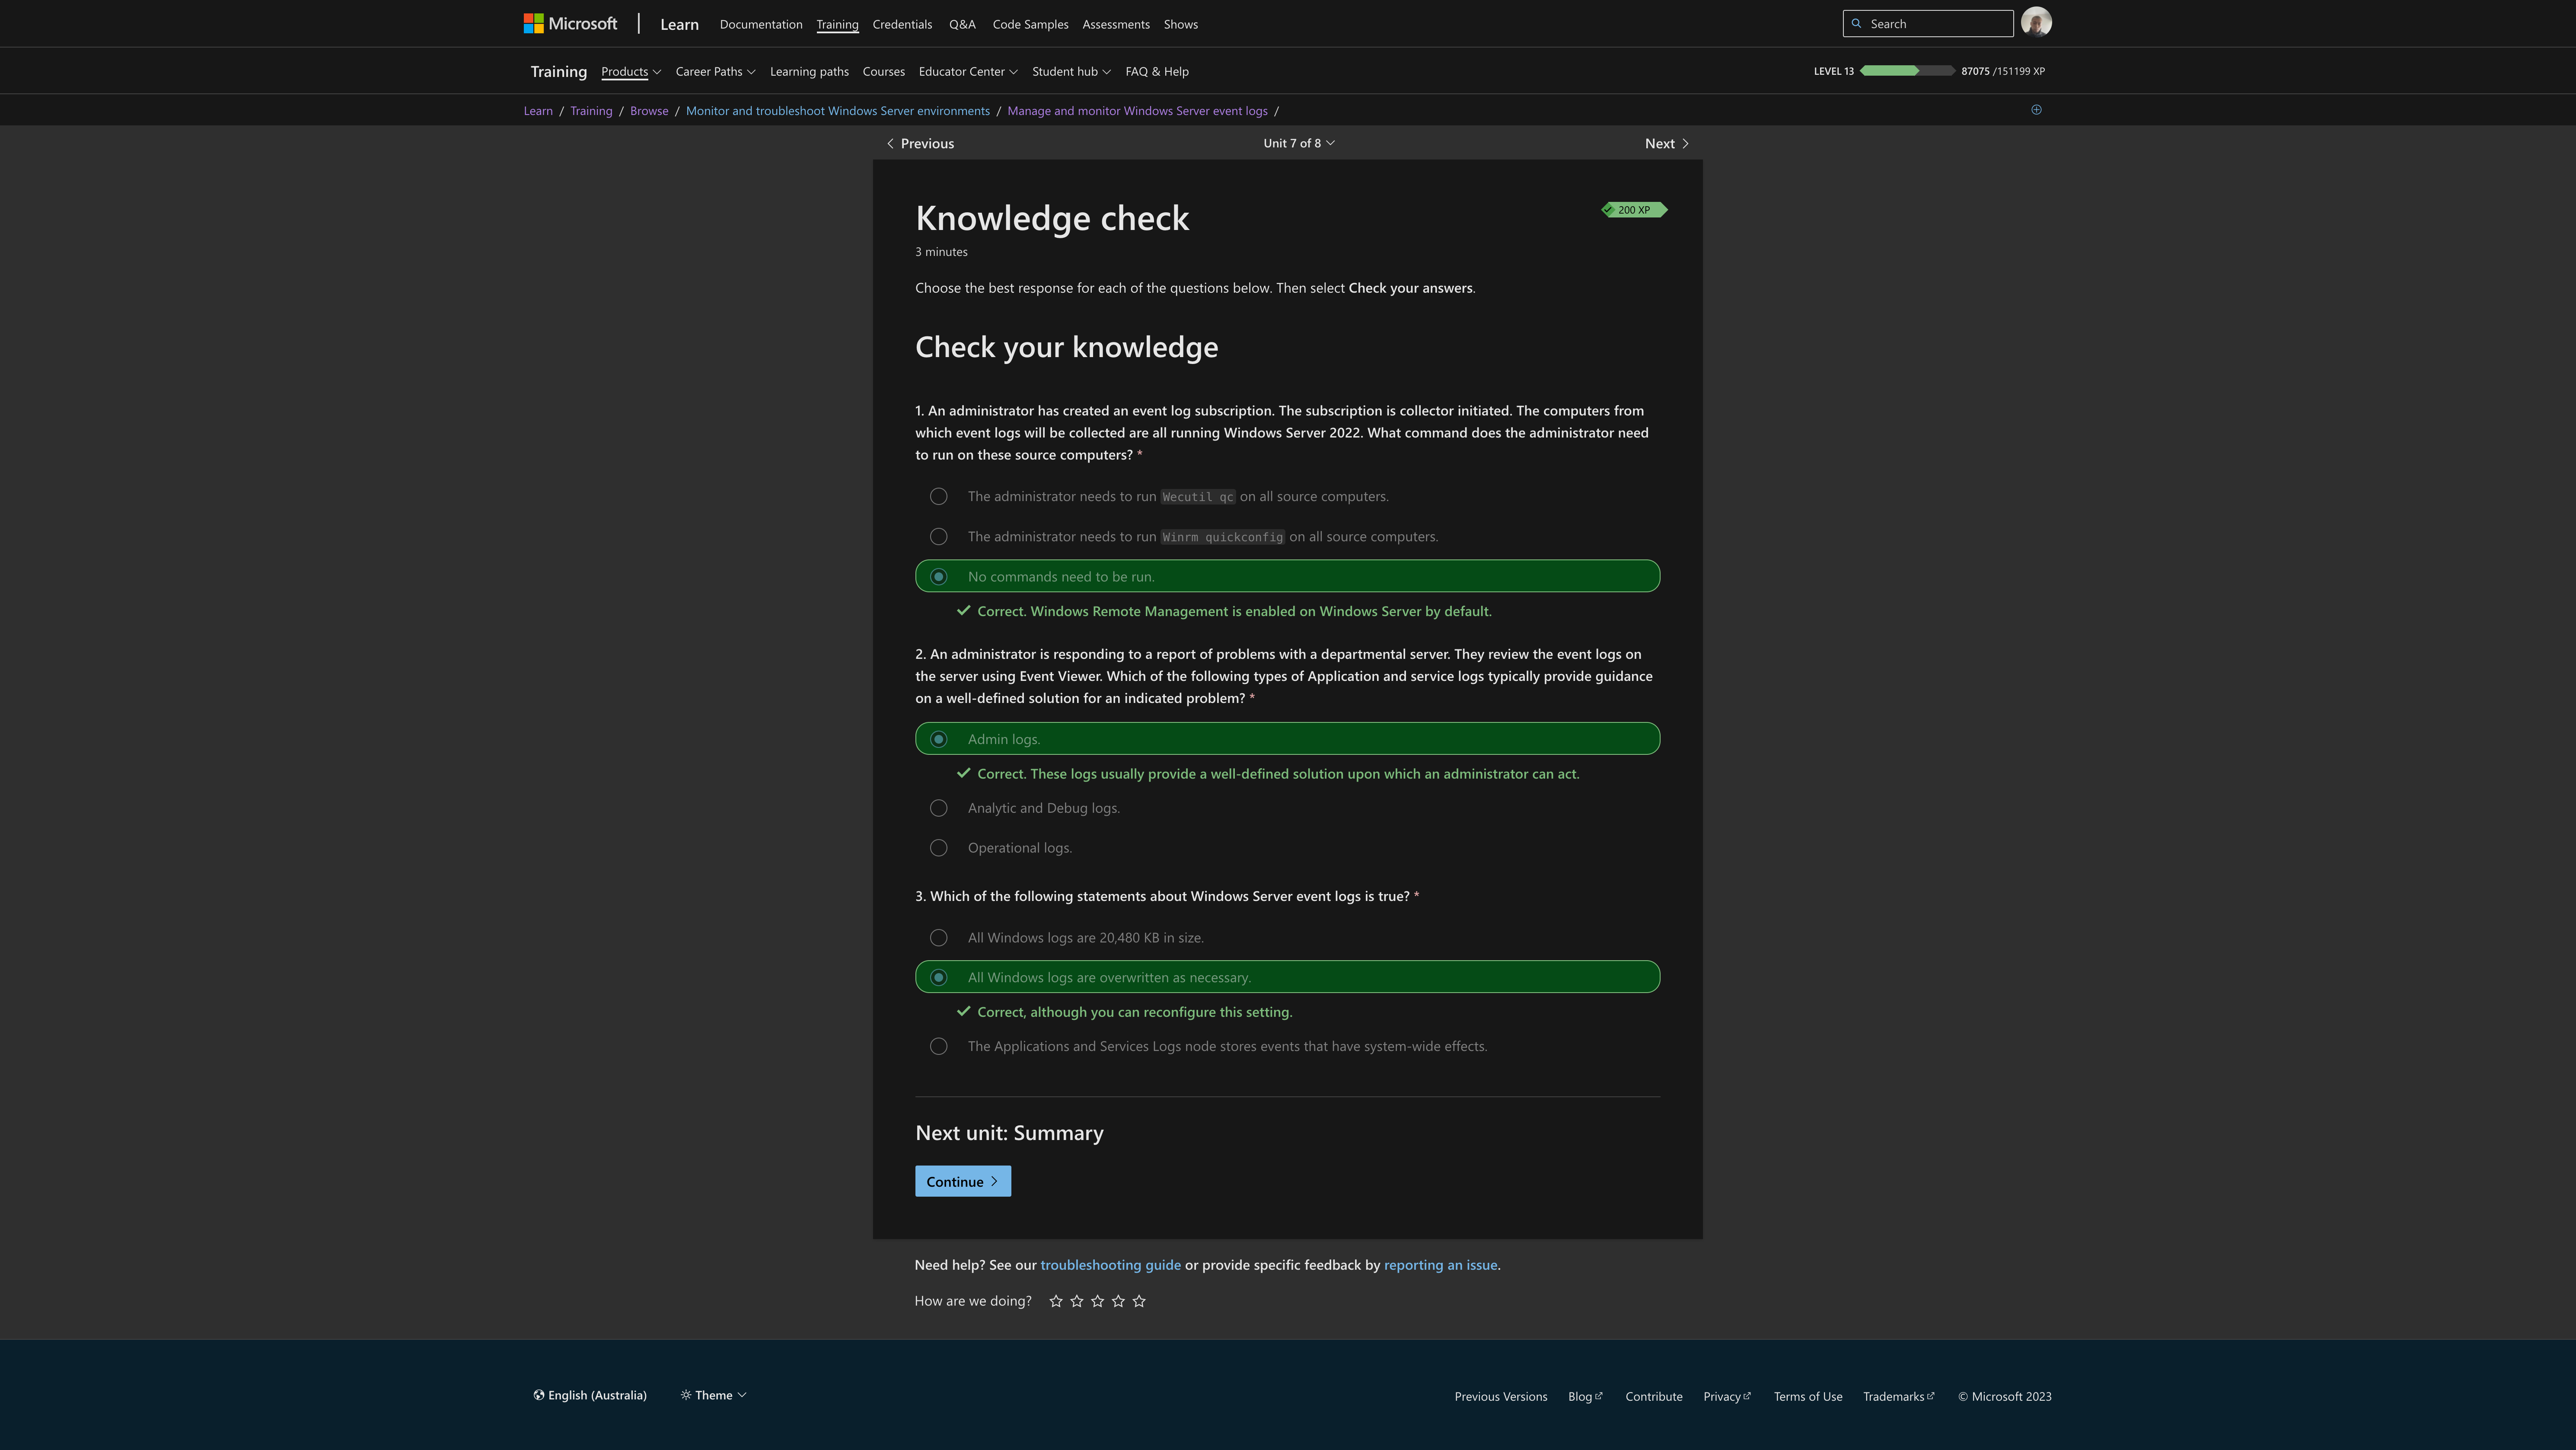 Microsoft
Learn
Documentation
Training
Credentials
Q&A
Code Samples
Assessments
Shows
Search
Training
Products
Career Paths
Learning paths
Courses
Educator Center
Student hub
FAQ & Help
LEVEL 13
87075 /151199 XP
Learn / Training / Browse / Monitor and troubleshoot Windows Server environments / Manage and monitor Windows Server event logs /
Previous
Unit 7 of 8
Next
Knowledge check
200 XP
3 minutes
Choose the best response for each of the questions below. Then select Check your answers.
Check your knowledge
1. An administrator has created an event log subscription. The subscription is collector initiated. The computers from
which event logs will be collected are all running Windows Server 2022. What command does the administrator need
to run on these source computers? *
The administrator needs to run Wecutil qc on all source computers.
The administrator needs to run Winrm quickconfig on all source computers.
No commands need to be run.
Correct. Windows Remote Management is enabled on Windows Server by default.
2. An administrator is responding to a report of problems with a departmental server. They review the event logs on
the server using Event Viewer. Which of the following types of Application and service logs typically provide guidance
on a well-defined solution for an indicated problem? *
Admin logs.
Correct. These logs usually provide a well-defined solution upon which an administrator can act.
Analytic and Debug logs.
Operational logs.
3. Which of the following statements about Windows Server event logs is true? *
All Windows logs are 20,480 KB in size.
All Windows logs are overwritten as necessary.
Correct, although you can reconfigure this setting.
The Applications and Services Logs node stores events that have system-wide effects.
Next unit: Summary
Continue
Need help? See our troubleshooting guide or provide specific feedback by reporting an issue.
How are we doing?
English (Australia)
Theme
Previous Versions
Blog
Contribute
Privacy
Terms of Use
Trademarks
© Microsoft 2023